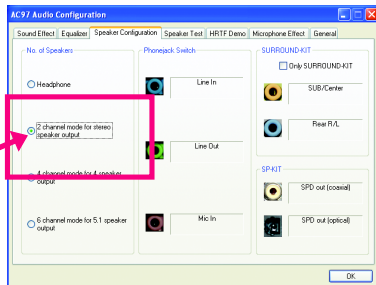 AC97 Audio Configuration
Sound Effect Equalizer Speaker Configuration Speaker Test HRTF Demo Microphone Effect General
No. of Speakers
Headphone
2 channel mode for stereo
speaker output
4 channel mode for 4 speaker
output
6 channel mode for 5.1 speaker
output
Phonejack Switch
Line In
Line Out
Mic In
SURROUND-KIT
Only SURROUND-KIT
SUB/Center
Rear R/L
SP-KIT
SPD out (coaxial)
SPD out (optical)
OK